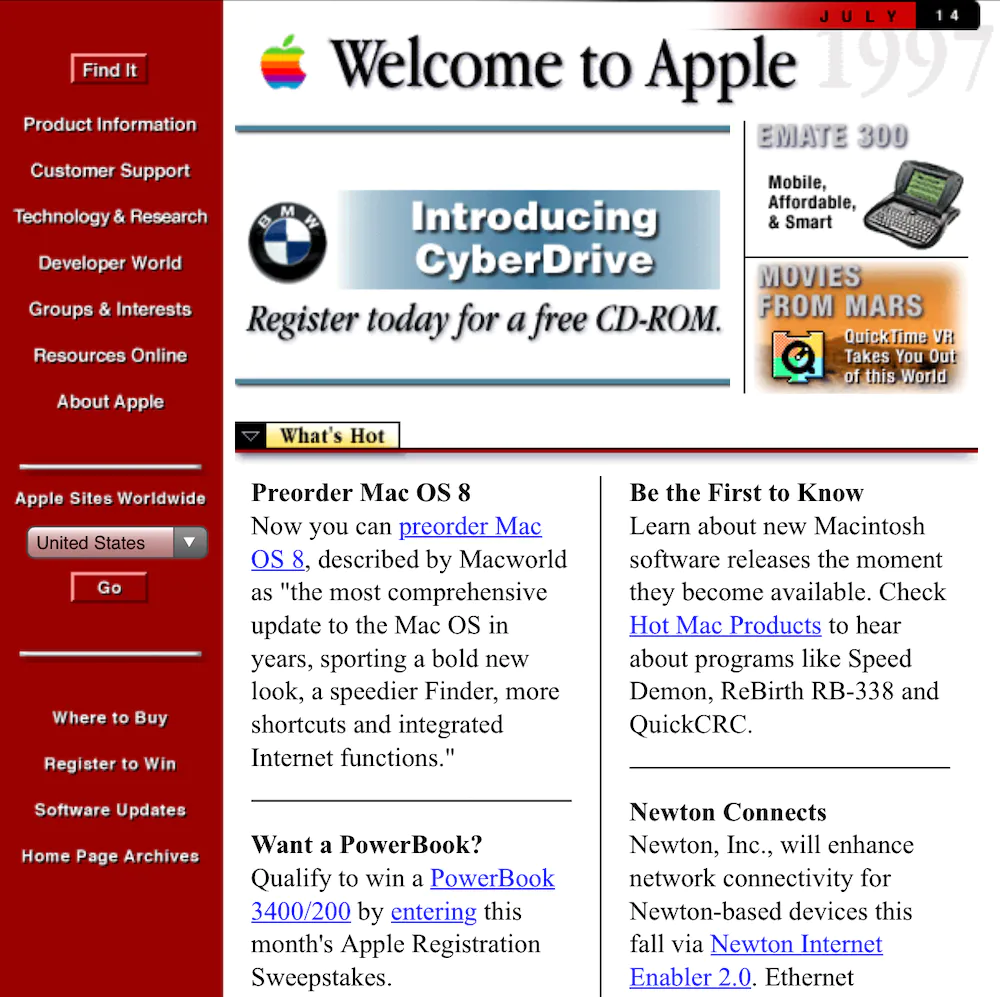 JULY 14
1997
Welcome to Apple
Find It
Product Information
Customer Support
Technology & Research
Developer World
Groups & Interests
Resources Online
About Apple
Apple Sites Worldwide
United States
Go
Where to Buy
Register to Win
Software Updates
Home Page Archives
BMW
Introducing
CyberDrive
Register today for a free CD-ROM.
EMATE 300
Mobile,
Affordable,
& Smart
MOVIES
FROM MARS
QuickTime VR
Takes You Out
of this World
What's Hot
Preorder Mac OS 8
Now you can preorder Mac
OS 8, described by Macworld
as "the most comprehensive
update to the Mac OS in
years, sporting a bold new
look, a speedier Finder, more
shortcuts and integrated
Internet functions."
Want a PowerBook?
Qualify to win a PowerBook
3400/200 by entering this
month's Apple Registration
Sweepstakes.
Be the First to Know
Learn about new Macintosh
software releases the moment
they become available. Check
Hot Mac Products to hear
about programs like Speed
Demon, ReBirth RB-338 and
QuickCRC.
Newton Connects
Newton, Inc., will enhance
network connectivity for
Newton-based devices this
fall via Newton Internet
Enabler 2.0. Ethernet